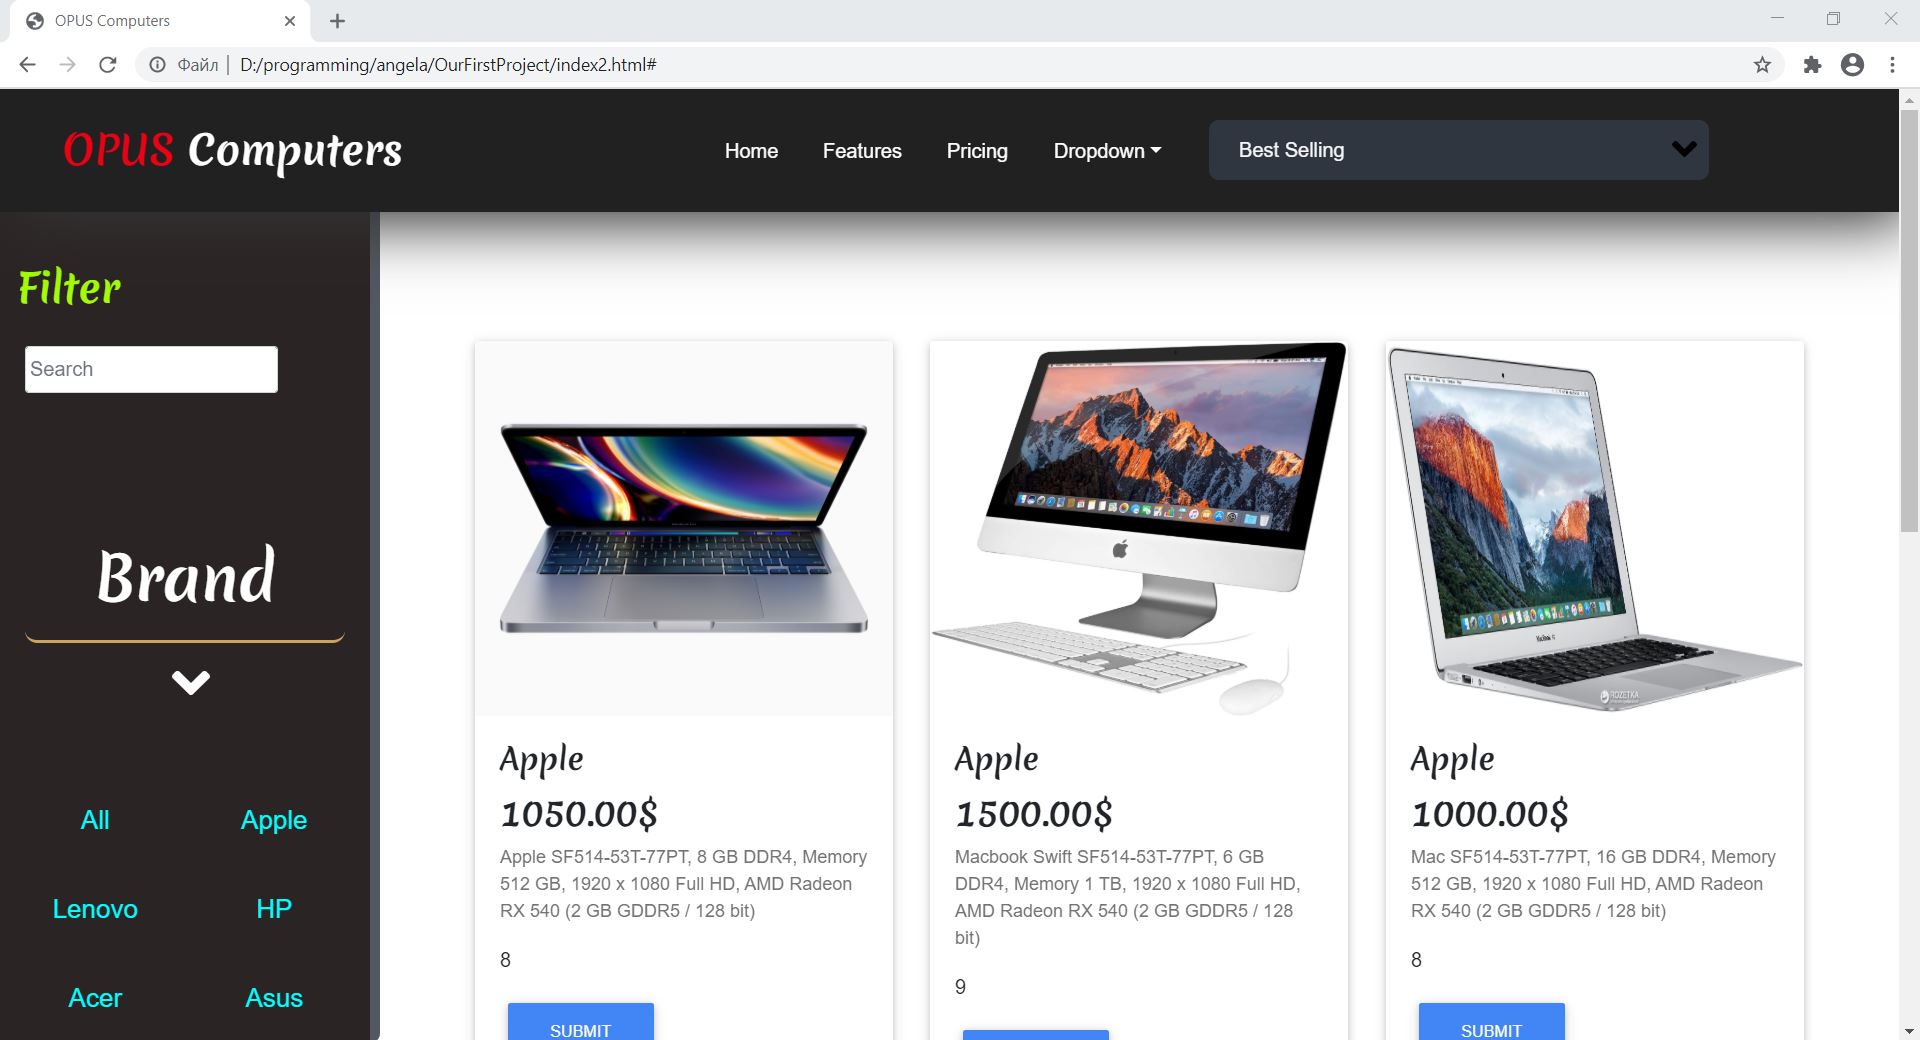 OPUS Computers
Файл
D:/programming/angela/OurFirstProject/index2.html#
OPUS Computers
Home
Features
Pricing
Dropdown
Best Selling
Filter
Search
Brand
All
Apple
Lenovo
HP
Acer
Asus
Apple
1050.00$
Apple SF514-53T-77PT, 8 GB DDR4, Memory
512 GB, 1920 x 1080 Full HD, AMD Radeon
RX 540 (2 GB GDDR5 / 128 bit)
8
SUBMIT
Apple
1500.00$
Macbook Swift SF514-53T-77PT, 6 GB
DDR4, Memory 1 TB, 1920 x 1080 Full HD,
AMD Radeon RX 540 (2 GB GDDR5 / 128
bit)
9
ROZETKA
Apple
1000.00$
Mac SF514-53T-77PT, 16 GB DDR4, Memory
512 GB, 1920 x 1080 Full HD, AMD Radeon
RX 540 (2 GB GDDR5 / 128 bit)
8
SUBMIT